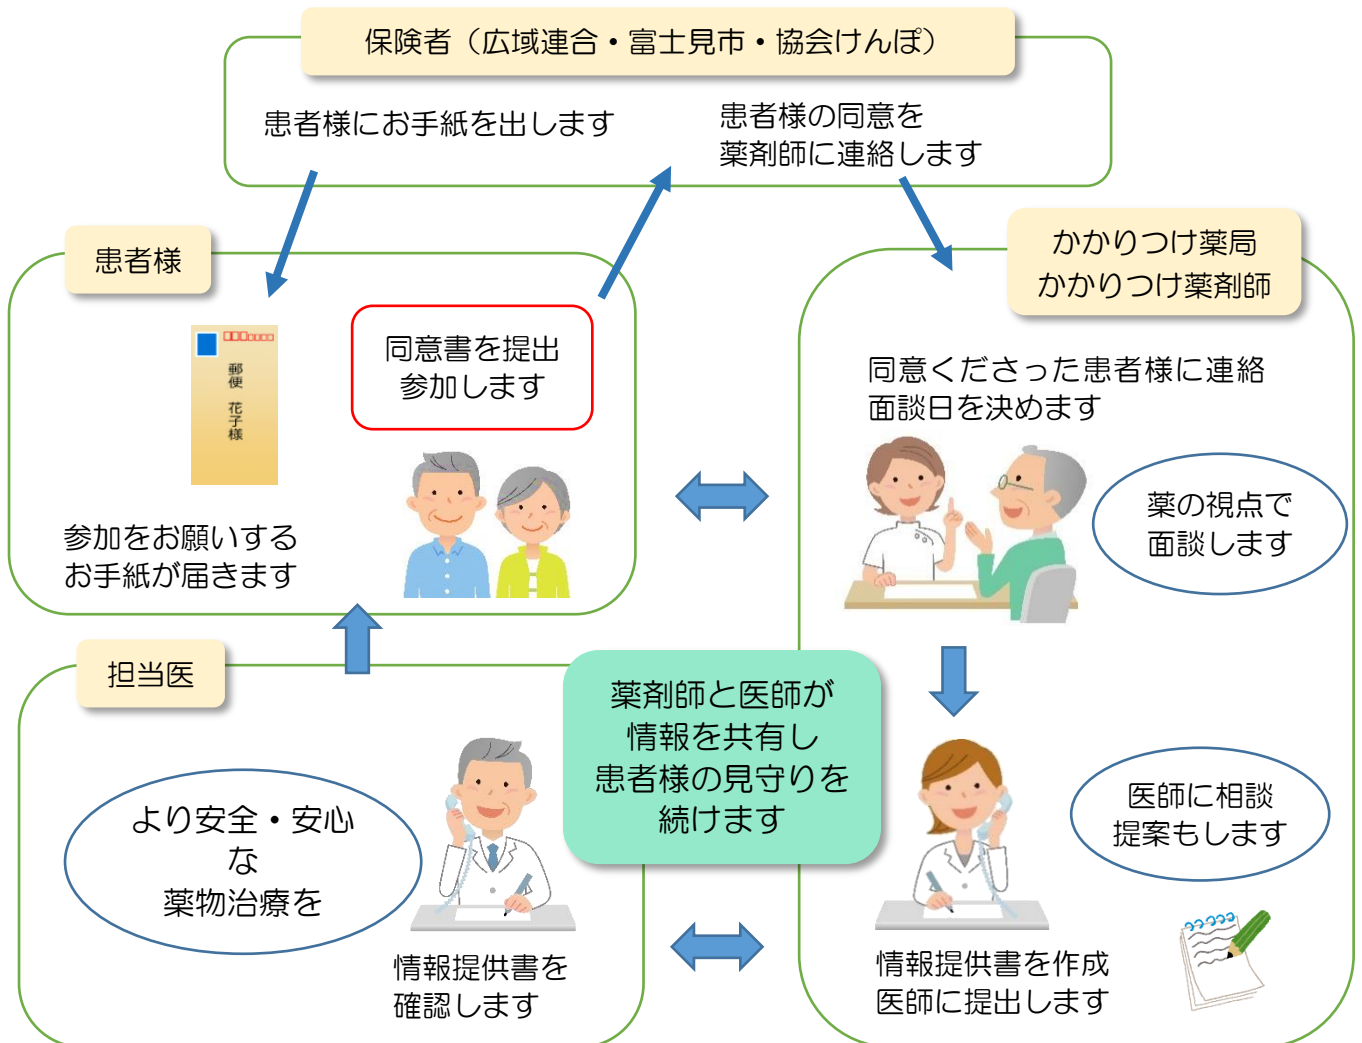 保険者（広域連合・富士見市・協会けんぽ）
患者様にお手紙を出します
患者様の同意を
薬剤師に連絡します
患者様
郵便 花子様
同意書を提出
参加します
参加をお願いする
お手紙が届きます
かかりつけ薬局
かかりつけ薬剤師
同意くださった患者様に連絡
面談日を決めます
薬の視点で
面談します
担当医
より安全・安心
な
薬物治療を
情報提供書を
確認します
薬剤師と医師が
情報を共有し
患者様の見守りを
続けます
医師に相談
提案もします
情報提供書を作成
医師に提出します